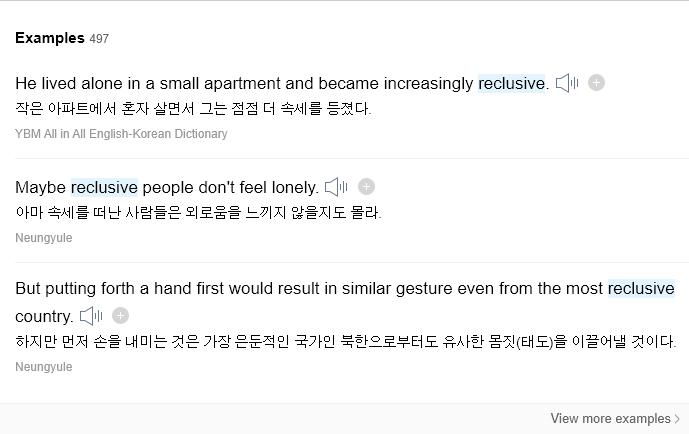 Examples 497
He lived alone in a small apartment and became increasingly reclusive.
작은 아파트에서 혼자 살면서 그는 점점 더 속세를 등졌다.
YBM All in All English-Korean Dictionary
Maybe reclusive people don't feel lonely.
아마 속세를 떠난 사람들은 외로움을 느끼지 않을지도 몰라.
Neungyule
But putting forth a hand first would result in similar gesture even from the most reclusive
country.
하지만 먼저 손을 내미는 것은 가장 은둔적인 국가인 북한으로부터도 유사한 몸짓(태도)을 이끌어낼 것이다.
Neungyule
View more examples